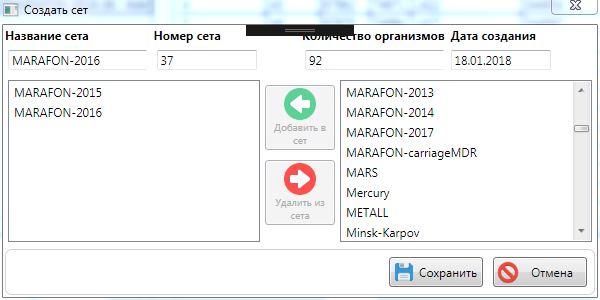 Создать сет
Название сета Номер сета Количество организмов Дата создания
MARAFON-2016 37 92 18.01.2018
MARAFON-2015
MARAFON-2016
Добавить в
сет
Удалить из
сета
MARAFON-2013
MARAFON-2014
MARAFON-2017
MARAFON-carriageMDR
MARS
Mercury
METALL
Minsk-Karpov
Сохранить Отмена